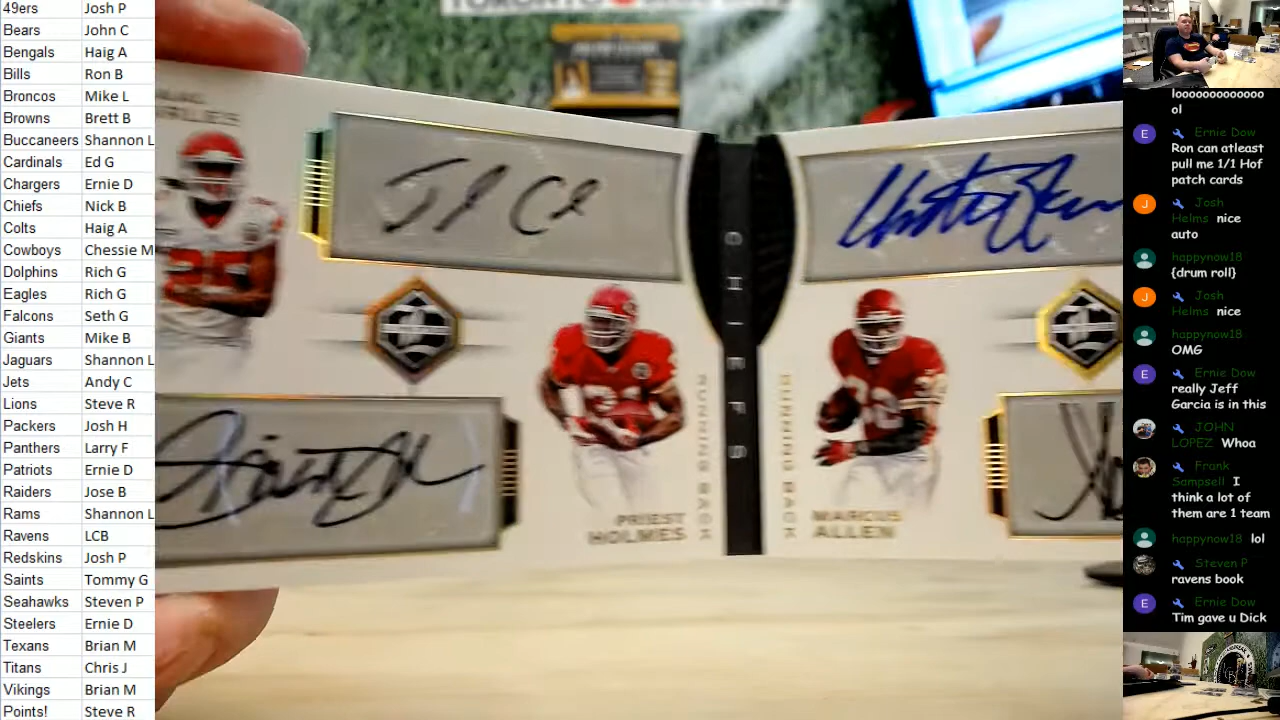 49ers Josh P
Bears John C
Bengals Haig A
Bills Ron B
Broncos Mike L
Browns Brett B
Buccaneers Shannon L
Cardinals Ed G
Chargers Ernie D
Chiefs Nick B
Colts Haig A
Cowboys Chessie M
Dolphins Rich G
Eagles Rich G
Falcons Seth G
Giants Mike B
Jaguars Shannon L
Jets Andy C
Lions Steve R
Packers Josh H
Panthers Larry F
Patriots Ernie D
Raiders Jose B
Rams Shannon L
Ravens LCB
Redskins Josh P
Saints Tommy G
Seahawks Steven P
Steelers Ernie D
Texans Brian M
Titans Chris J
Vikings Brian M
Points! Steve R
PRIEST
HOLMES
RUNNING BACK
MARCUS
ALLEN
RUNNING BACK
looooooooooooo
ol
Ernie Dow
Ron can atleast
pull me 1/1 Hof
patch cards
Josh
Helms nice
auto
happynow18
{drum roll}
Josh
Helms nice
happynow18
OMG
Ernie Dow
really Jeff
Garcia is in this
JOHN
LOPEZ Whoa
Frank
Sampsell I
think a lot of
them are 1 team
happynow18 lol
Steven P
ravens book
Ernie Dow
Tim gave u Dick